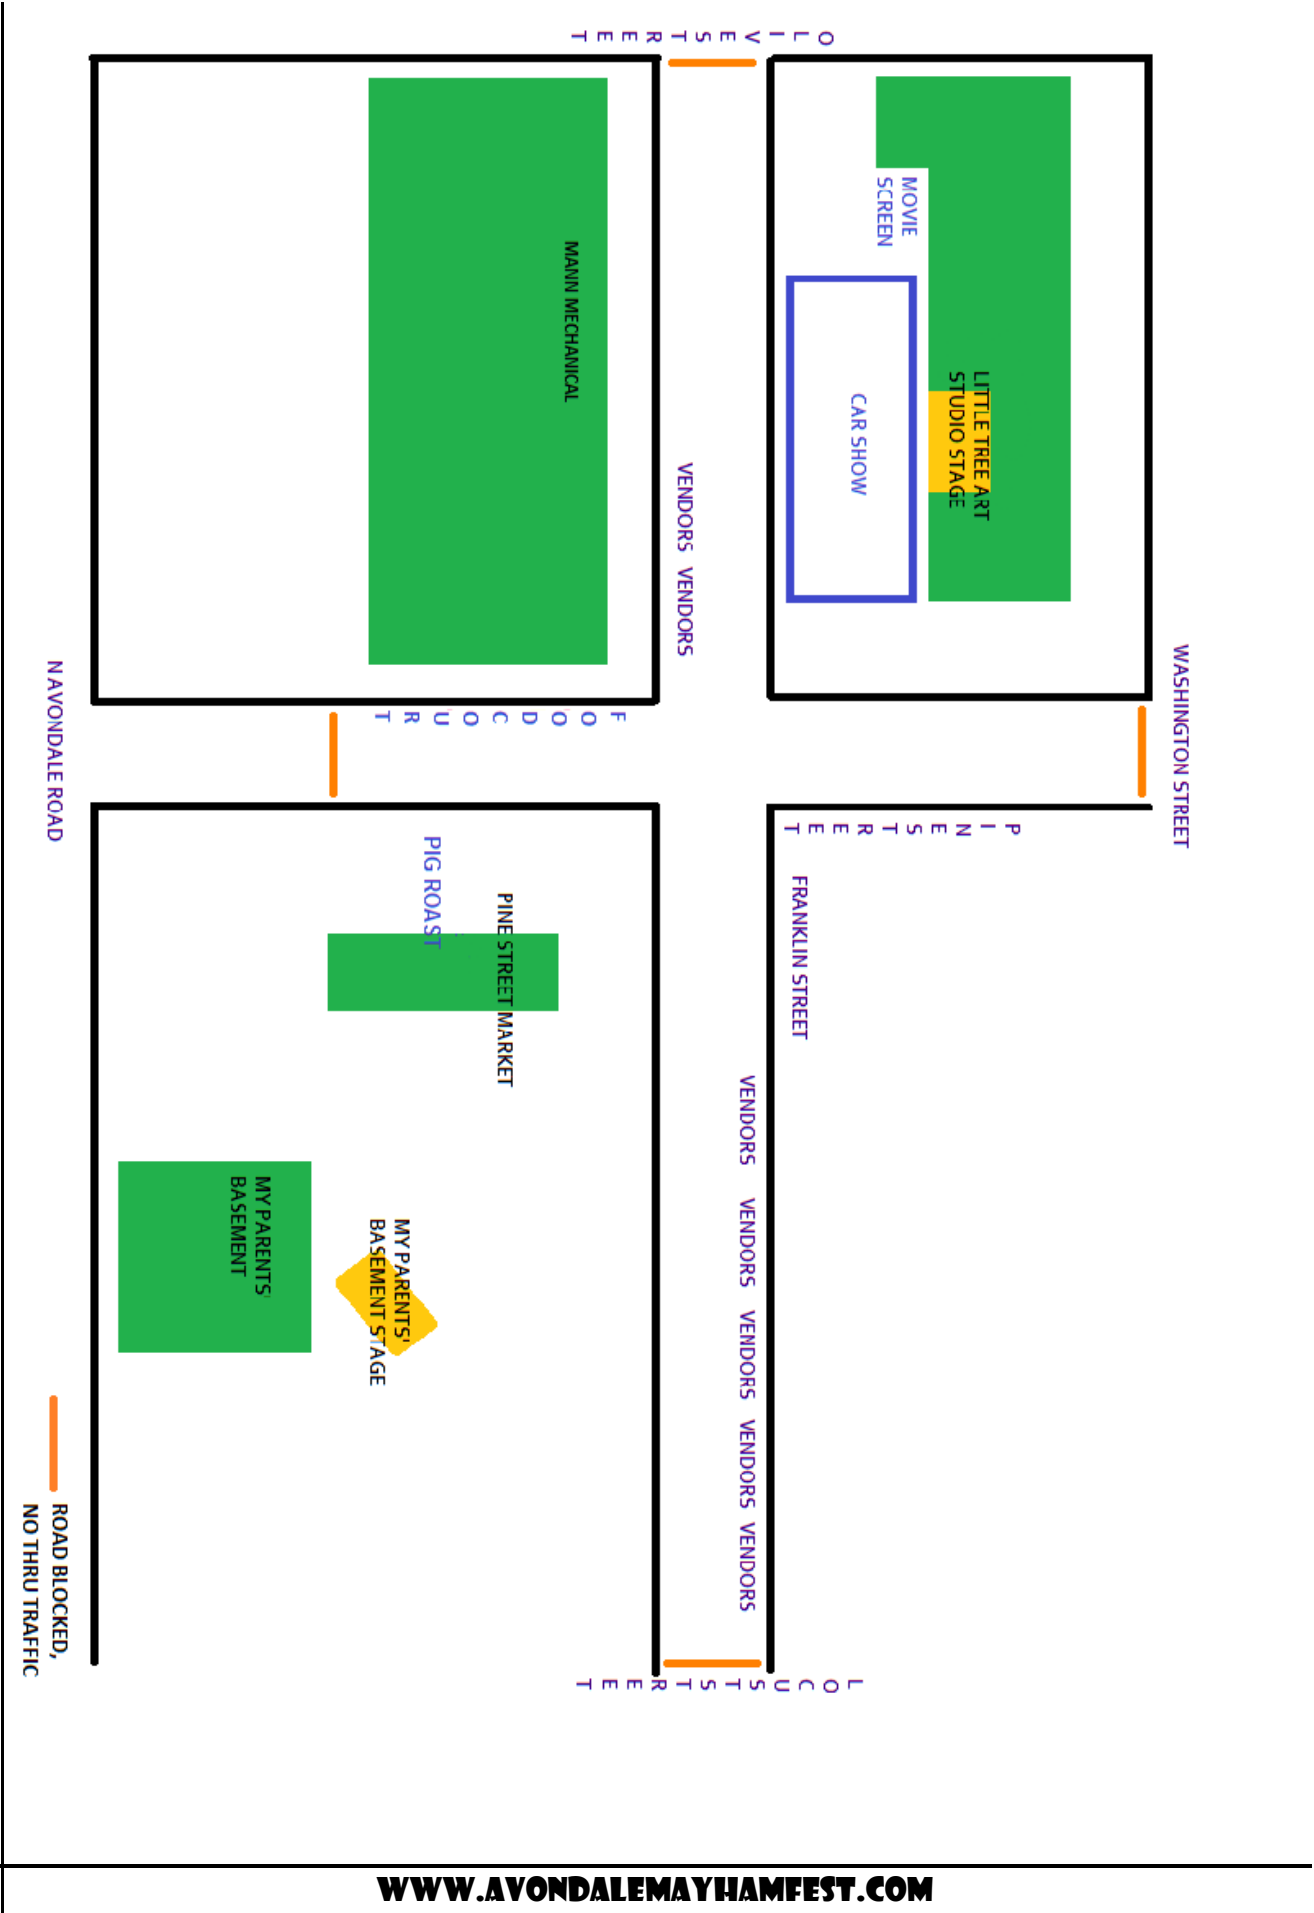 WASHINGTON STREET
LITTLE TREE ART
STUDIO STAGE
MOVIE
SCREEN
CAR SHOW
OLIVE STREET
PINE STREET
FRANKLIN STREET
LOCUST STREET
VENDORS VENDORS
VENDORS VENDORS VENDORS VENDORS VENDORS
MANN MECHANICAL
FOOD COURT
PINE STREET MARKET
PIG ROAST
MY PARENTS'
BASEMENT STAGE
MY PARENTS'
BASEMENT
N AVONDALE ROAD
ROAD BLOCKED,
NO THRU TRAFFIC
WWW.AVONDALEMAYHAMFEST.COM